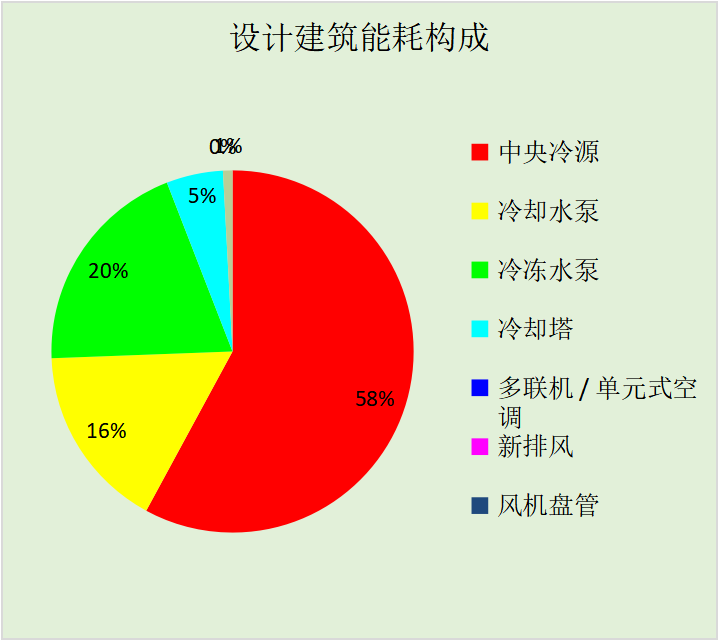 设计建筑能耗构成
0%
1%
5%
20%
16%
58%
中央冷源
冷却水泵
冷冻水泵
冷却塔
多联机 / 单元式空
调
新排风
风机盘管